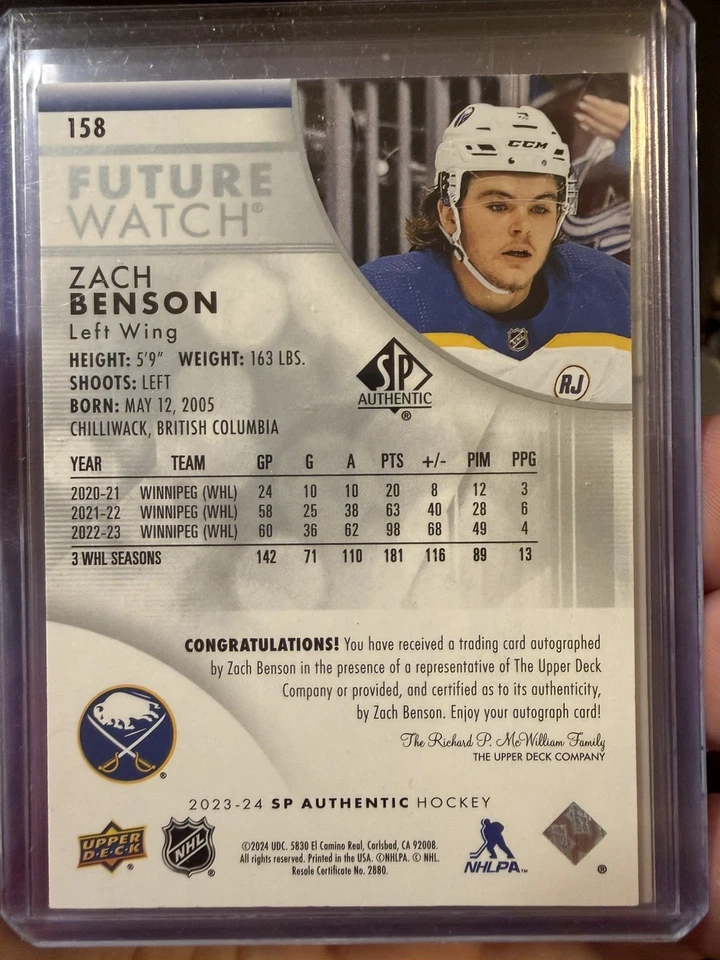 158
FUTURE
WATCH®
CCM
ZACH
BENSON
Left Wing
HEIGHT: 5'9" WEIGHT: 163 LBS.
SHOOTS: LEFT
BORN: MAY 12, 2005
CHILLIWACK, BRITISH COLUMBIA
SP
AUTHENTIC
®
RJ
YEAR TEAM GP G A PTS +/- PIM PPG
2020-21 WINNIPEG (WHL) 24 10 10 20 8 12 3
2021-22 WINNIPEG (WHL) 58 25 38 63 40 28 6
2022-23 WINNIPEG (WHL) 60 36 62 98 68 49 4
3 WHL SEASONS 142 71 110 181 116 89 13
CONGRATULATIONS! You have received a trading card autographed
by Zach Benson in the presence of a representative of The Upper Deck
Company or provided, and certified as to its authenticity,
by Zach Benson. Enjoy your autograph card!
The Richard P. McWilliam Family
THE UPPER DECK COMPANY
®
2023-24 SP AUTHENTIC HOCKEY
UPPER
DECK
®
NHL
®
©2024 UDC. 5830 El Camino Real, Carlsbad, CA 92008.
All rights reserved. Printed in the USA. ©NHLPA. © NHL.
Resale Certificate No. 2880.
NHLPA™
®